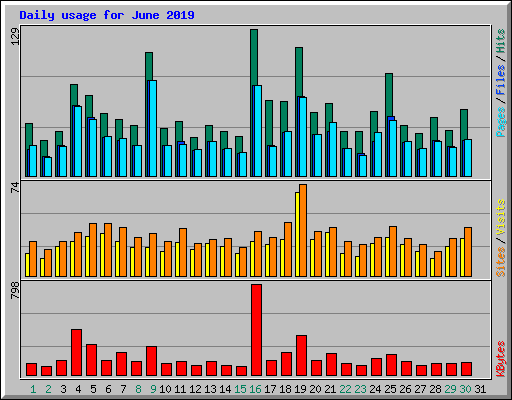 Daily usage for June 2019
129
Pages / Files / Hits
74
Sites / Visits
798
KBytes
1 2 3 4 5 6 7 8 9 10 11 12 13 14 15 16 17 18 19 20 21 22 23 24 25 26 27 28 29 30 31